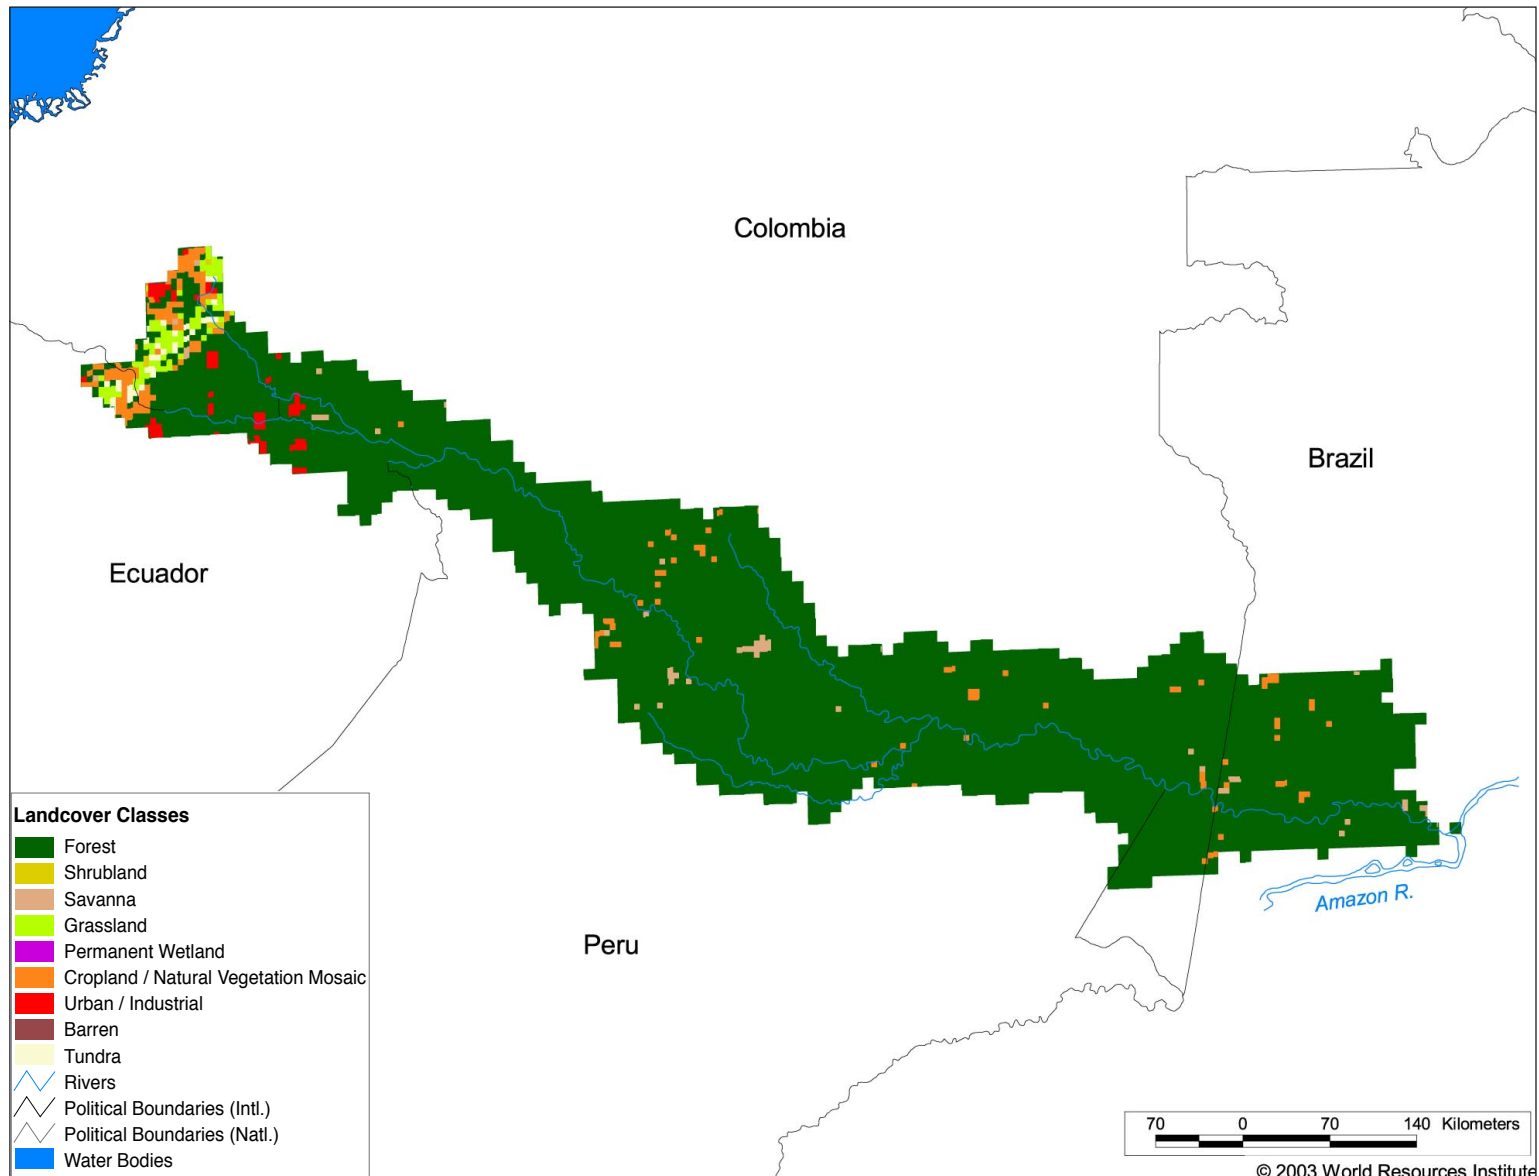 Colombia
Brazil
Ecuador
Peru
Amazon R.
Landcover Classes
Forest
Shrubland
Savanna
Grassland
Permanent Wetland
Cropland / Natural Vegetation Mosaic
Urban / Industrial
Barren
Tundra
Rivers
Political Boundaries (Intl.)
Political Boundaries (Natl.)
Water Bodies
70 0 70 140 Kilometers
© 2003 World Resources Institute